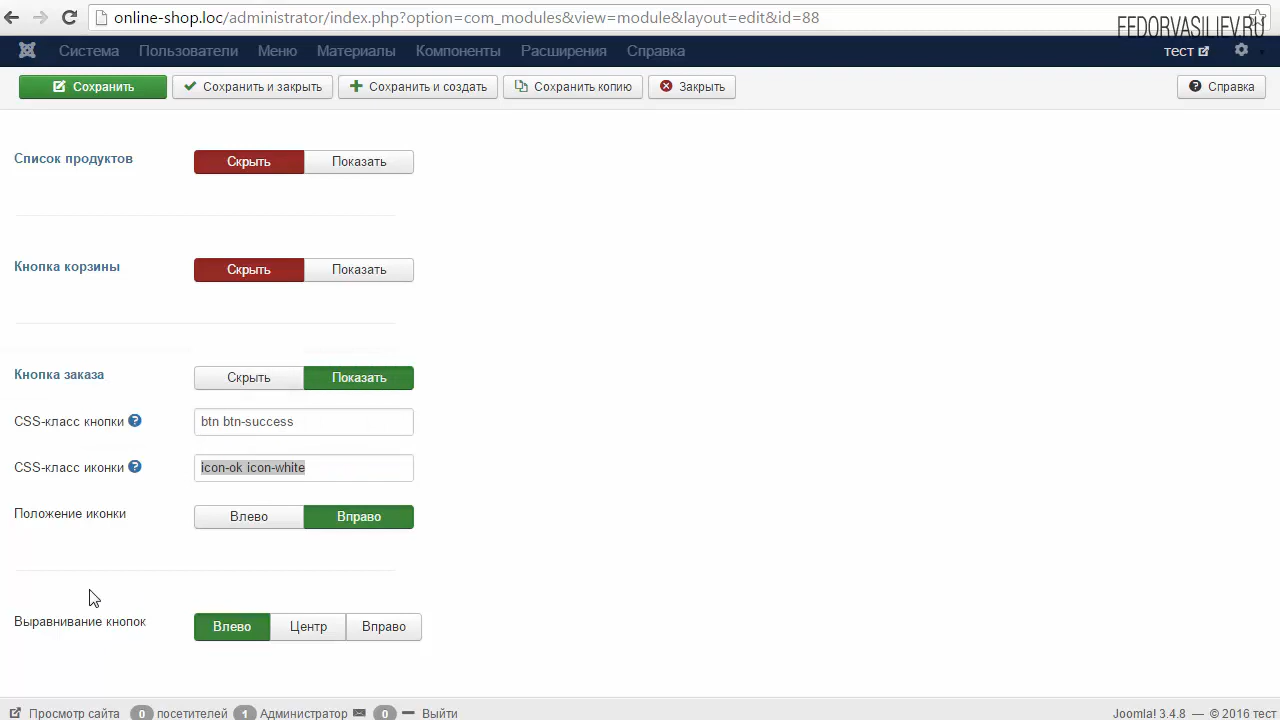 online-shop.loc/administrator/index.php?option=com_modules&view=module&layout=edit&id=88
FEDORVASILIEV.RU
Система Пользователи Меню Материалы Компоненты Расширения Справка тест
Сохранить Сохранить и закрыть Сохранить и создать Сохранить копию Закрыть Справка
Список продуктов Скрыть Показать
Кнопка корзины Скрыть Показать
Кнопка заказа Скрыть Показать
CSS-класс кнопки btn btn-success
CSS-класс иконки icon-ok icon-white
Положение иконки Влево Вправо
Выравнивание кнопок Влево Центр Вправо
Просмотр сайта 0 посетителей 1 Администратор 0 Выйти Joomla! 3.4.8 — © 2016 тест